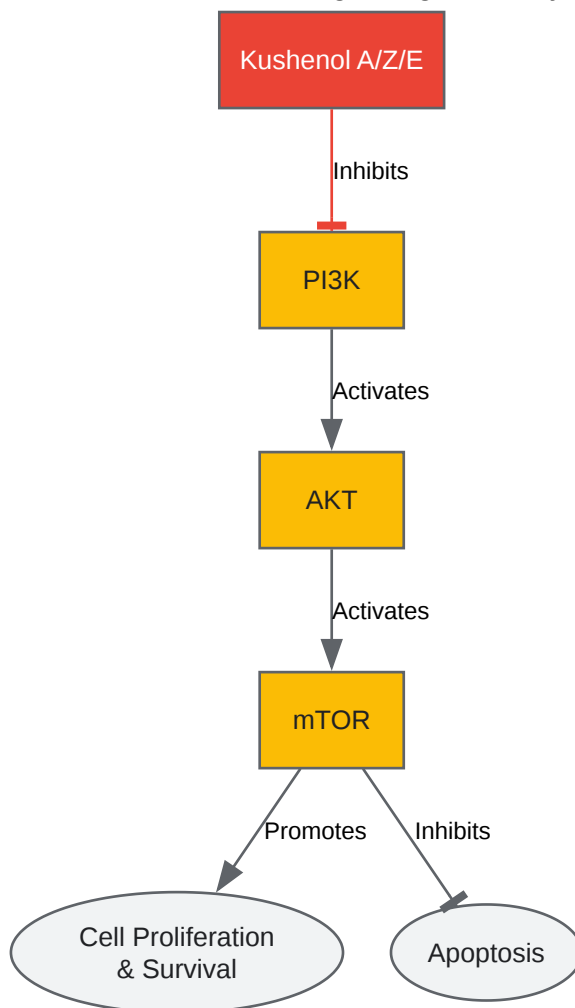 Kushenol A/Z/E
Inhibits
PI3K
Activates
AKT
Activates
mTOR
Promotes
Inhibits
Cell Proliferation
& Survival
Apoptosis